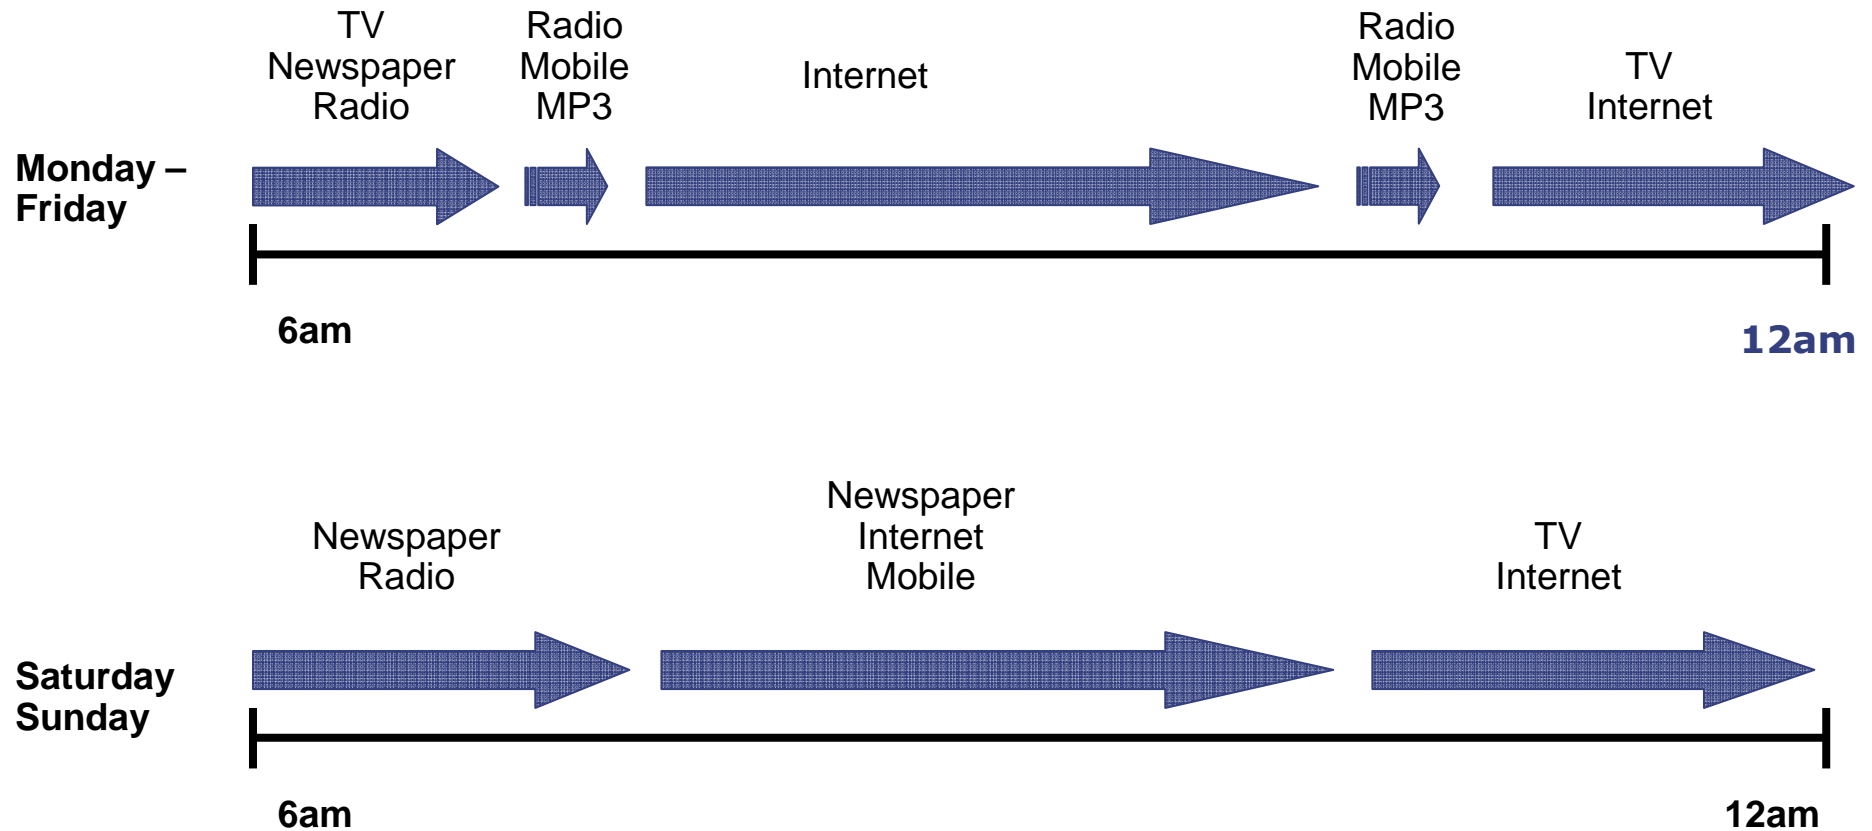 TV
Newspaper
Radio
Radio
Mobile
MP3
Internet
Radio
Mobile
MP3
TV
Internet
Monday –
Friday
6am
12am
Newspaper
Radio
Newspaper
Internet
Mobile
TV
Internet
Saturday
Sunday
6am
12am